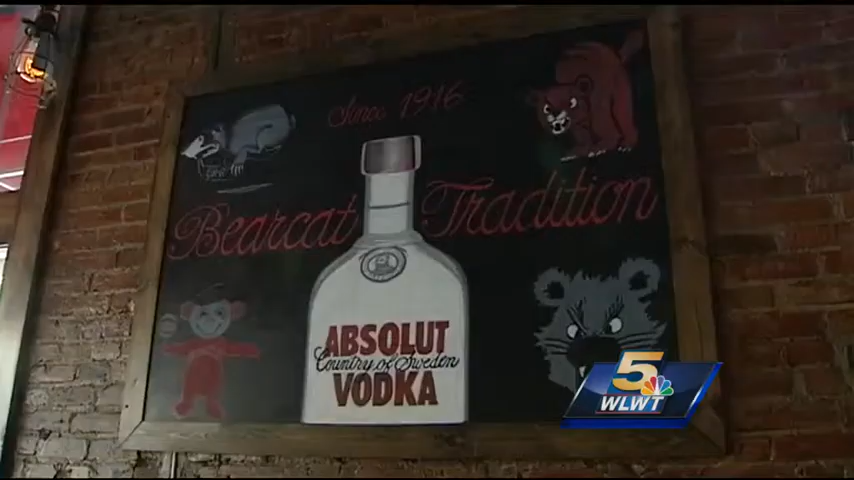 Since 1916
Bearcat Tradition
ABSOLUT
Country of Sweden
VODKA
5
WLWT